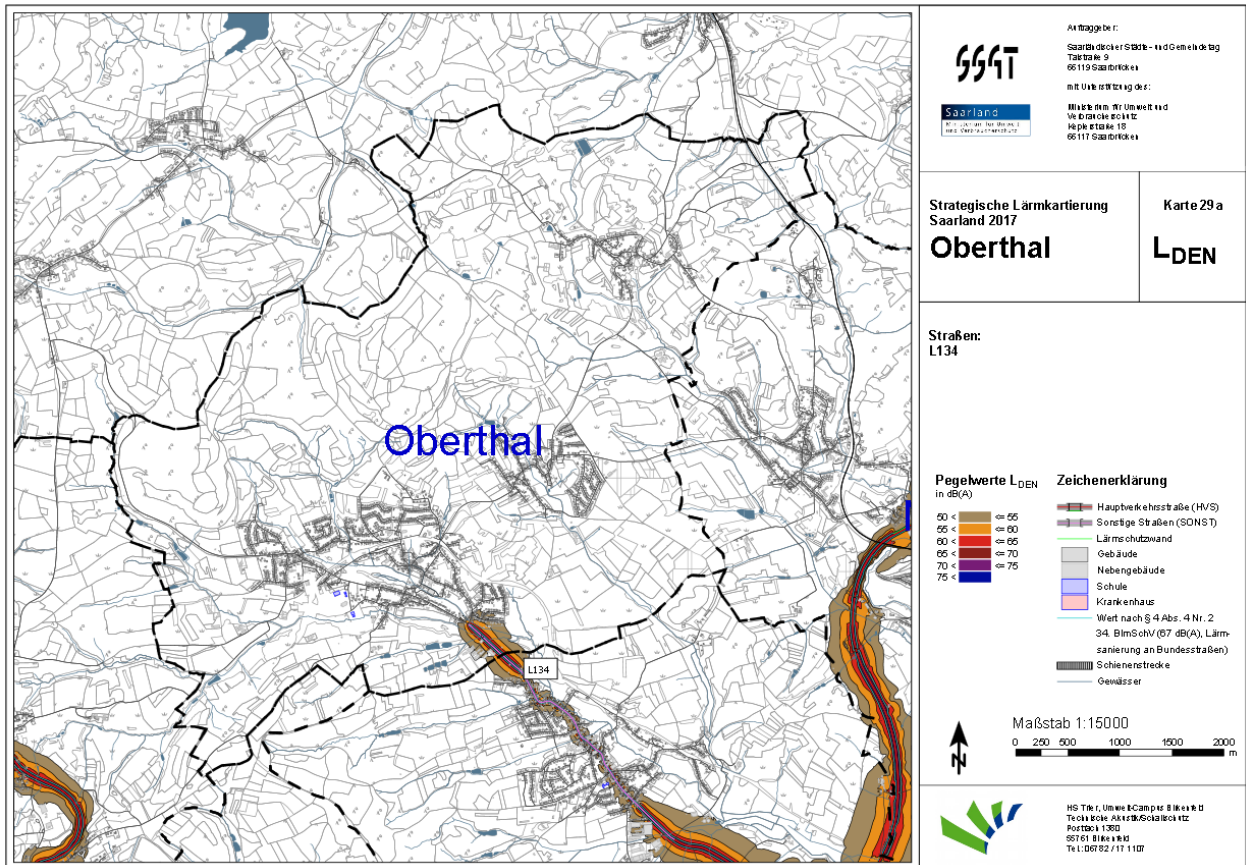 Oberthal
L134
SSGT
Saarland
Auftraggeber:
Saarländischer Städte- und Gemeindetag
Talstraße 9
66119 Saarbrücken
mit Unterstützung des:
Ministerium für Umwelt und
Verbraucherschutz
Keplerstraße 18
66117 Saarbrücken
Strategische Lärmkartierung
Saarland 2017
Oberthal
Karte 29a
LDEN
Straßen:
L134
Pegelwerte LDEN
in dB(A)
50 < <= 55
55 < <= 60
60 < <= 65
65 < <= 70
70 < <= 75
75 <
Zeichenerklärung
Hauptverkehrsstraße (HVS)
Sonstige Straßen (SONST)
Lärmschutzwand
Gebäude
Nebengebäude
Schule
Krankenhaus
Wert nach § 4 Abs. 4 Nr. 2
34. BImSchV (67 dB(A), Lärm-
sanierung an Bundesstraßen)
Schienenstrecke
Gewässer
N
Maßstab 1:15000
0 250 500 1000 1500 2000
m
HS Trier, Umwelt-Campus Birkenfeld
Technische Akustik/Schallschutz
Postfach 1380
55761 Birkenfeld
Tel.: 06782 / 17 1107